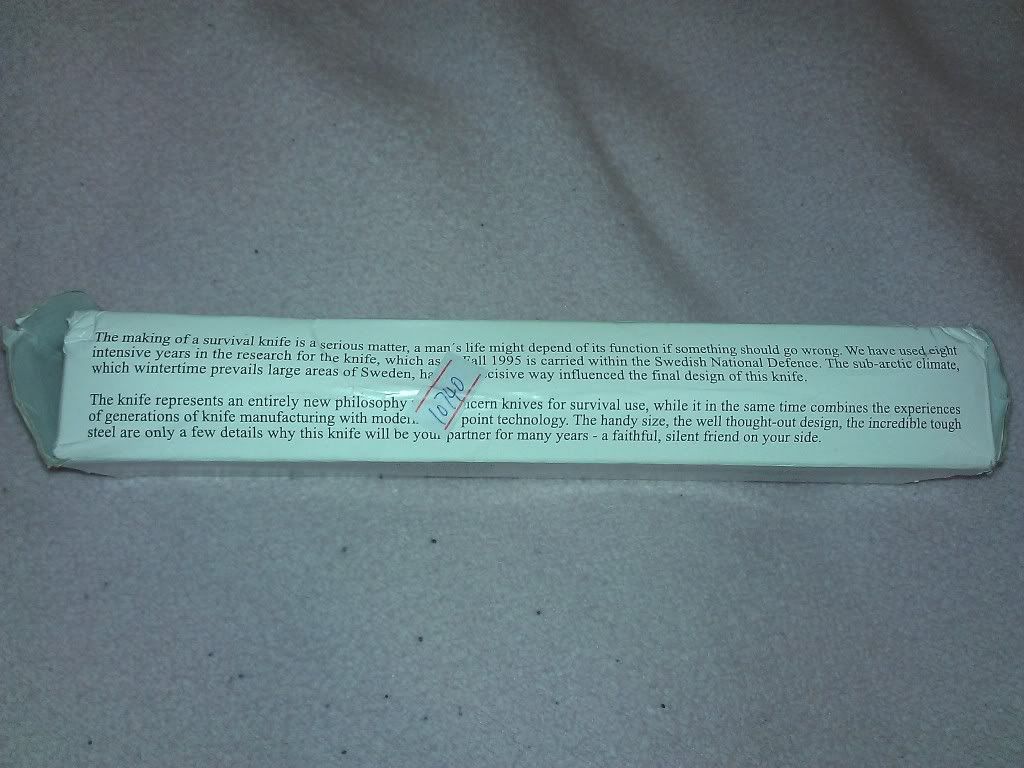 The making of a survival knife is a serious matter, a man´s life might depend of its function if something should go wrong. We have used eight
intensive years in the research for the knife, which as Fall 1995 is carried within the Swedish National Defence. The sub-arctic climate,
which wintertime prevails large areas of Sweden, ha cisive way influenced the final design of this knife.
The knife represents an entirely new philosophy ncern knives for survival use, while it in the same time combines the experiences
of generations of knife manufacturing with modern point technology. The handy size, the well thought-out design, the incredible tough
steel are only a few details why this knife will be your partner for many years - a faithful, silent friend on your side.
10790